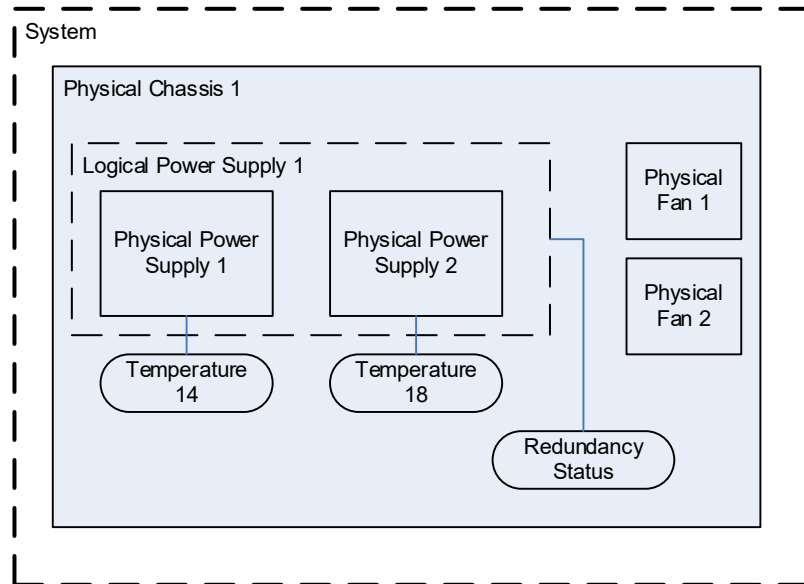 System
Physical Chassis 1
Logical Power Supply 1
Physical Power
Supply 1
Physical Power
Supply 2
Physical
Fan 1
Physical
Fan 2
Temperature
14
Temperature
18
Redundancy
Status